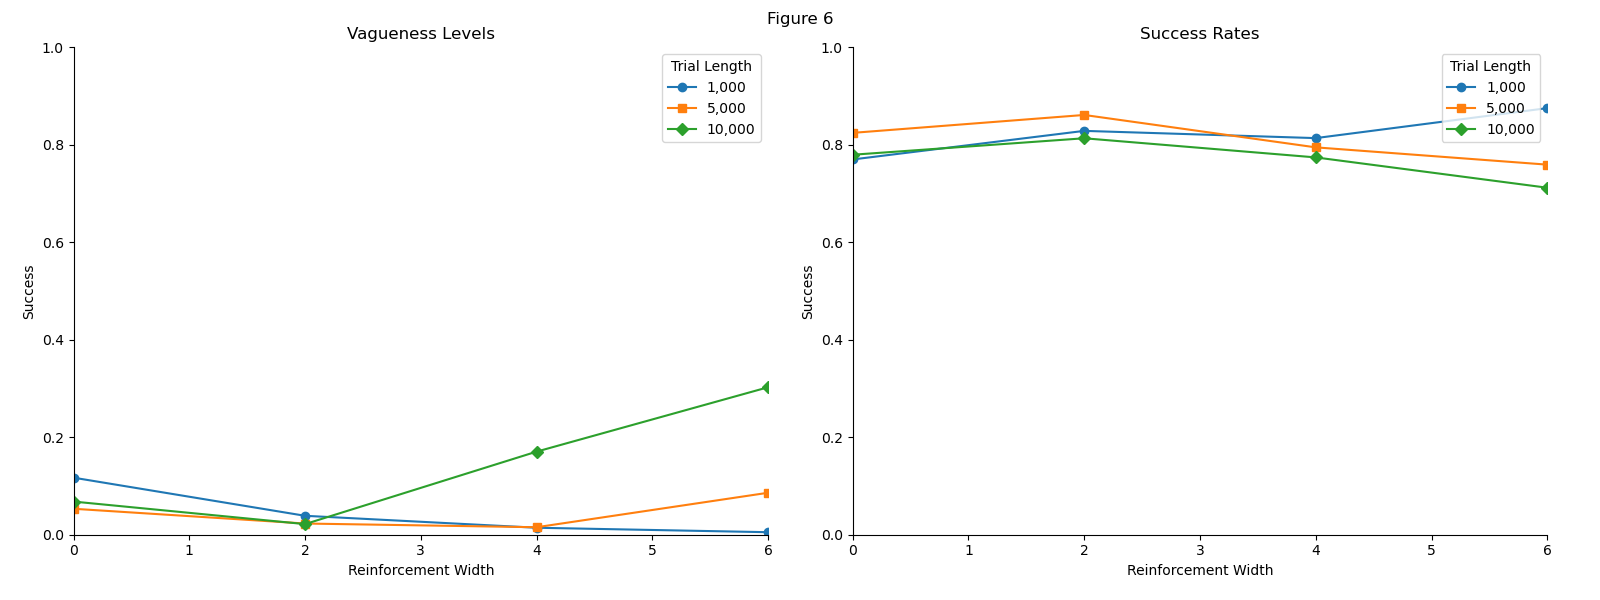 Figure 6
Vagueness Levels
1.0
0.8
0.6
0.4
0.2
0.0
Success
0 1 2 3 4 5 6
Reinforcement Width
Trial Length
1,000
5,000
10,000
Success Rates
1.0
0.8
0.6
0.4
0.2
0.0
Success
0 1 2 3 4 5 6
Reinforcement Width
Trial Length
1,000
5,000
10,000